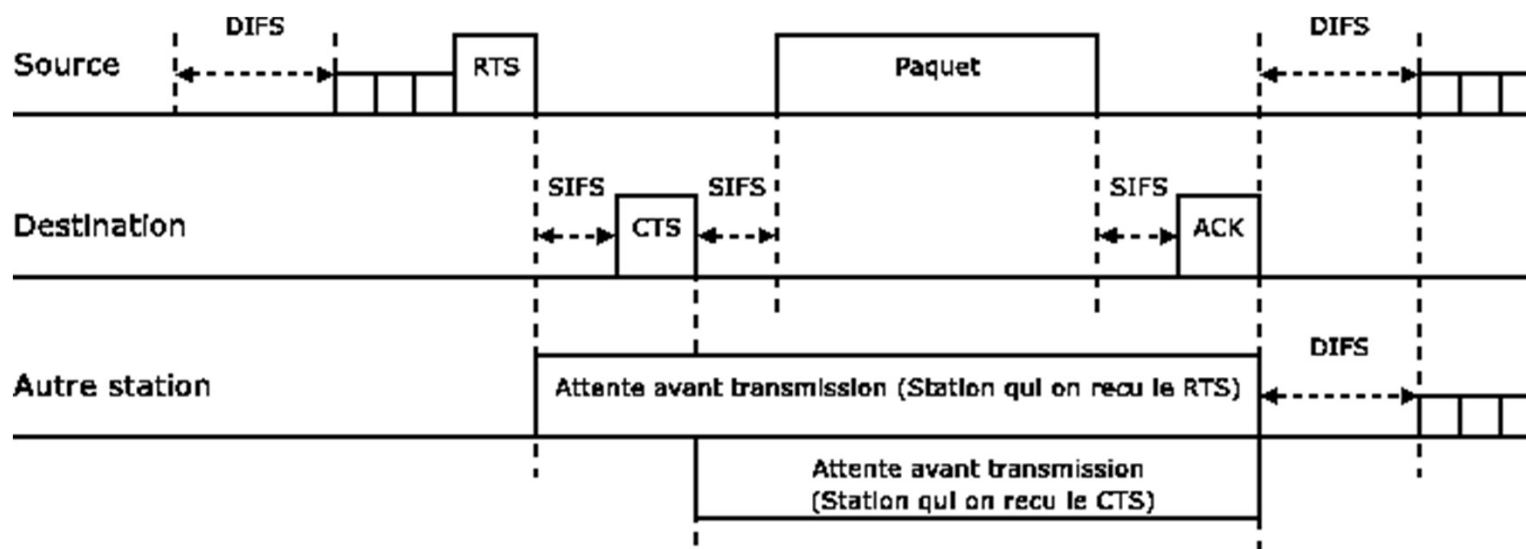 DIFS
DIFS
Source
RTS
Paquet
SIFS
SIFS
SIFS
Destination
CTS
ACK
DIFS
Autre station
Attente avant transmission (Station qui on recu le RTS)
Attente avant transmission
(Station qui on recu le CTS)